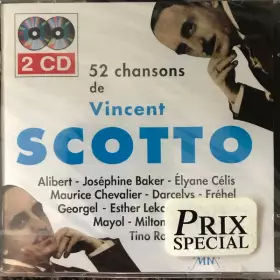 2 CD
52 chansons
de
Vincent
SCOTTO
Alibert - Joséphine Baker - Élyane Célis
Maurice Chevalier - Darcelys - Fréhel
Georgel - Esther
Mayol - Milton
Tino
PRIX
SPECIAL